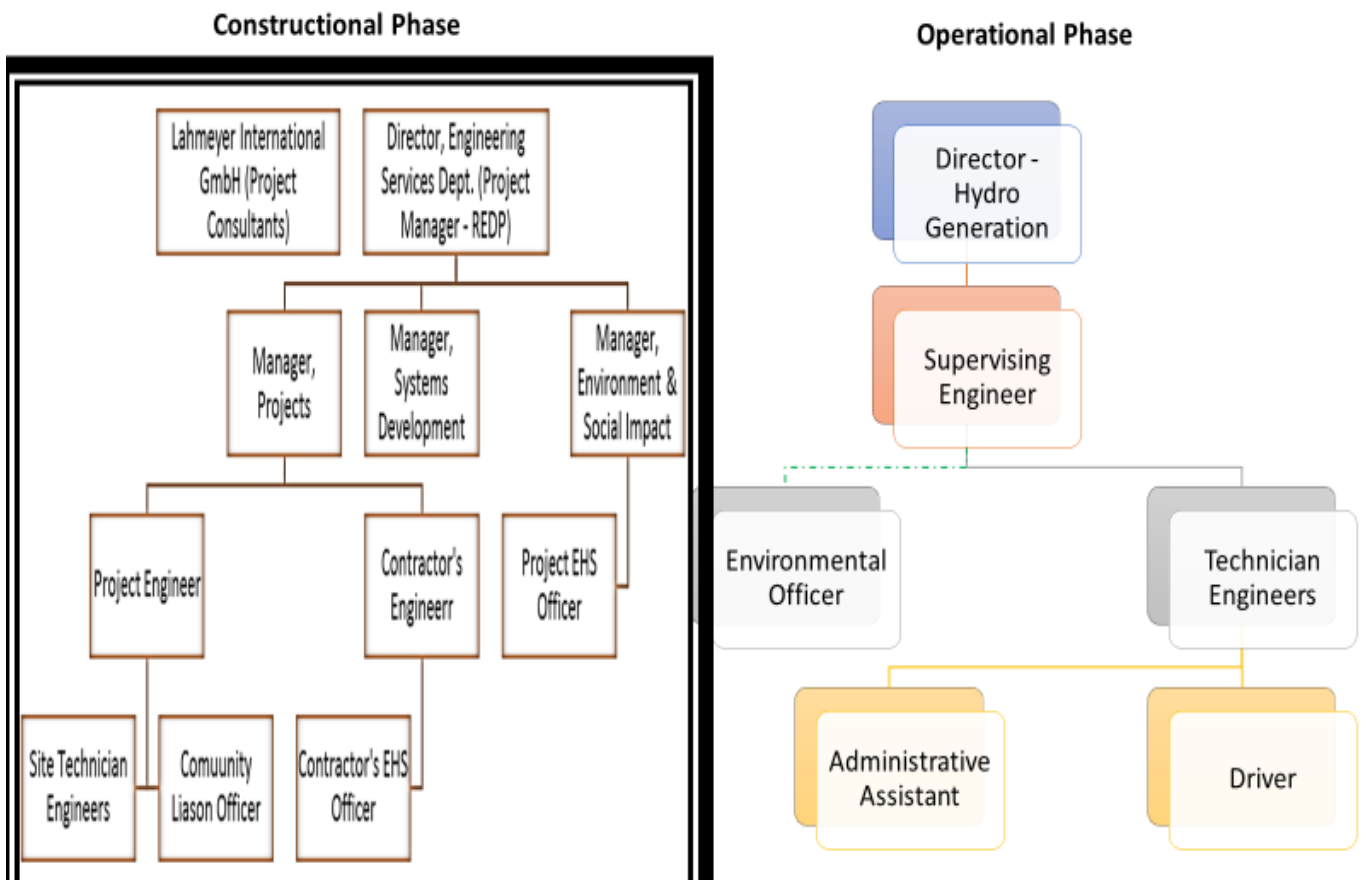 Constructional Phase
Operational Phase
Lahmeyer International
GmbH (Project
Consultants)
Director, Engineering
Services Dept. (Project
Manager - REDP)
Manager,
Projects
Manager,
Systems
Development
Manager,
Environment &
Social Impact
Project Engineer
Contractor's
Engineerr
Project EHS
Officer
Site Technician
Engineers
Comuunity
Liason Officer
Contractor's EHS
Officer
Director -
Hydro
Generation
Supervising
Engineer
Environmental
Officer
Technician
Engineers
Administrative
Assistant
Driver